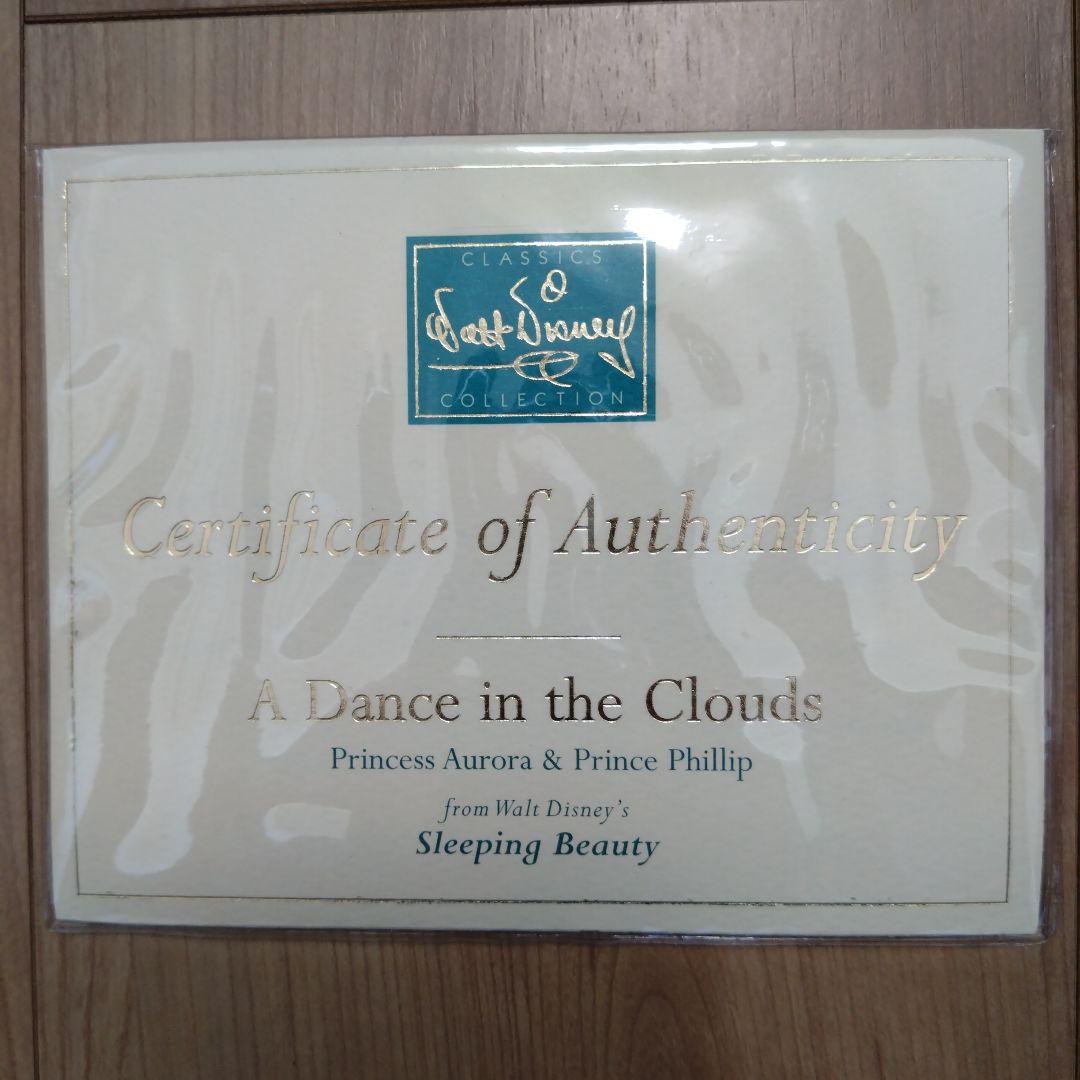 CLASSICS
Walt Disney
COLLECTION
Certificate of Authenticity
A Dance in the Clouds
Princess Aurora & Prince Phillip
from Walt Disney's
Sleeping Beauty